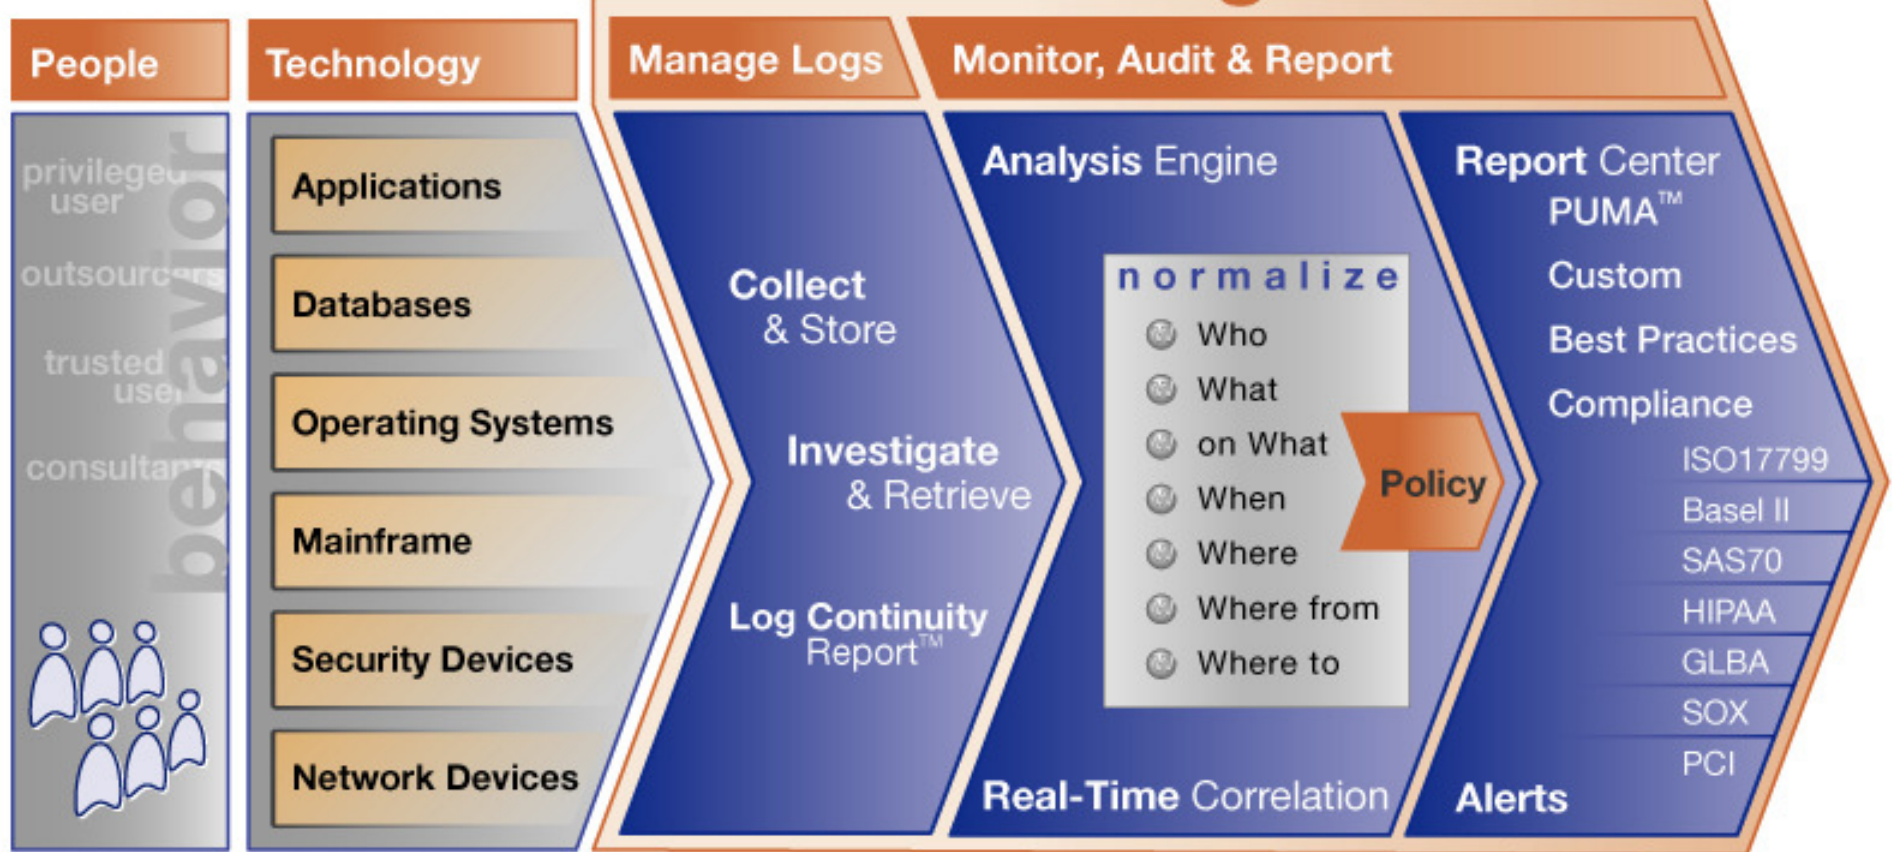 People
privileged
user
outsourcers
trusted
user
consultants
behavior
Technology
Applications
Databases
Operating Systems
Mainframe
Security Devices
Network Devices
Manage Logs
Collect
& Store
Investigate
& Retrieve
Log Continuity
Report™
Monitor, Audit & Report
Analysis Engine
normalize
Who
What
on What
When
Where
Where from
Where to
Policy
Real-Time Correlation
Report Center
PUMA™
Custom
Best Practices
Compliance
ISO17799
Basel II
SAS70
HIPAA
GLBA
SOX
PCI
Alerts